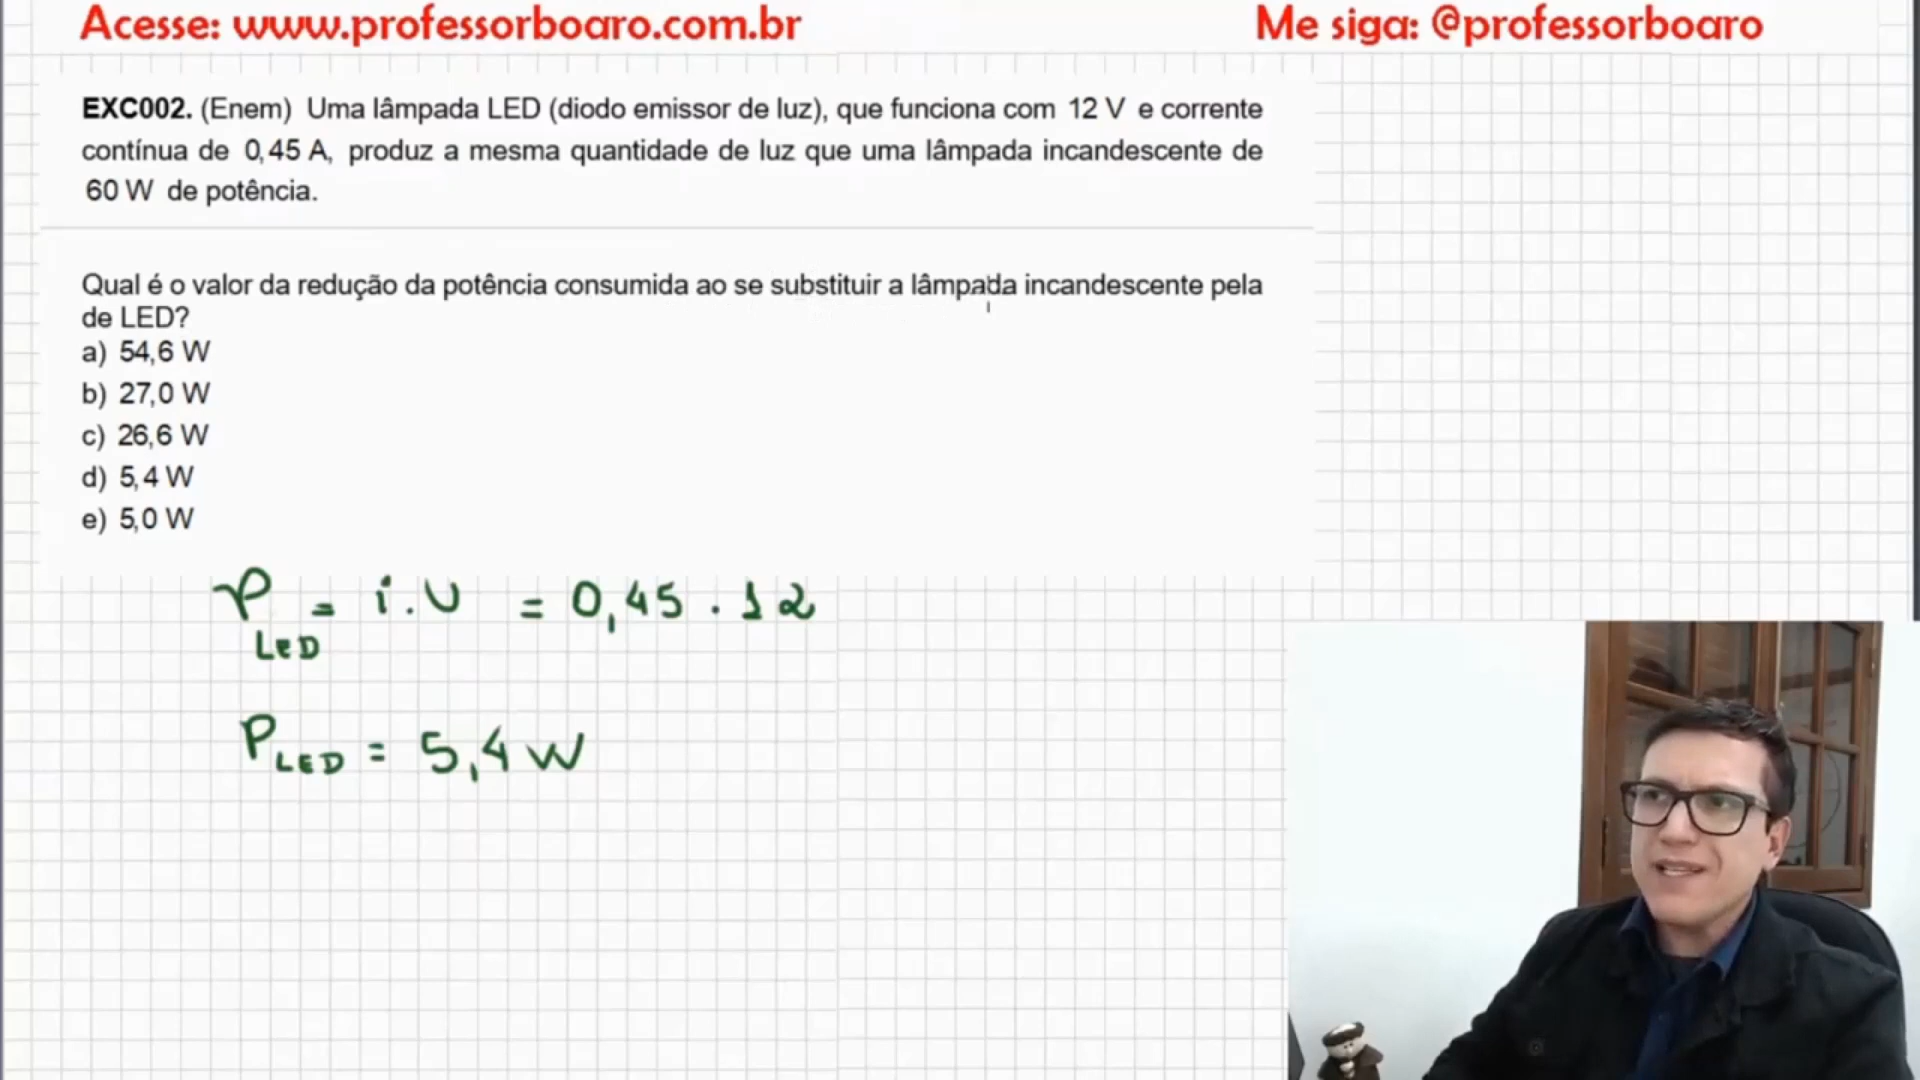 Acesse: www.professorboaro.com.br
Me siga: @professorboaro
EXC002. (Enem) Uma lâmpada LED (diodo emissor de luz), que funciona com 12 V e corrente
contínua de 0,45 A, produz a mesma quantidade de luz que uma lâmpada incandescente de
60 W de potência.
Qual é o valor da redução da potência consumida ao se substituir a lâmpada incandescente pela
de LED?
a) 54,6 W
b) 27,0 W
c) 26,6 W
d) 5,4 W
e) 5,0 W
P LED = i . U = 0,45 . 12
P LED = 5,4 W